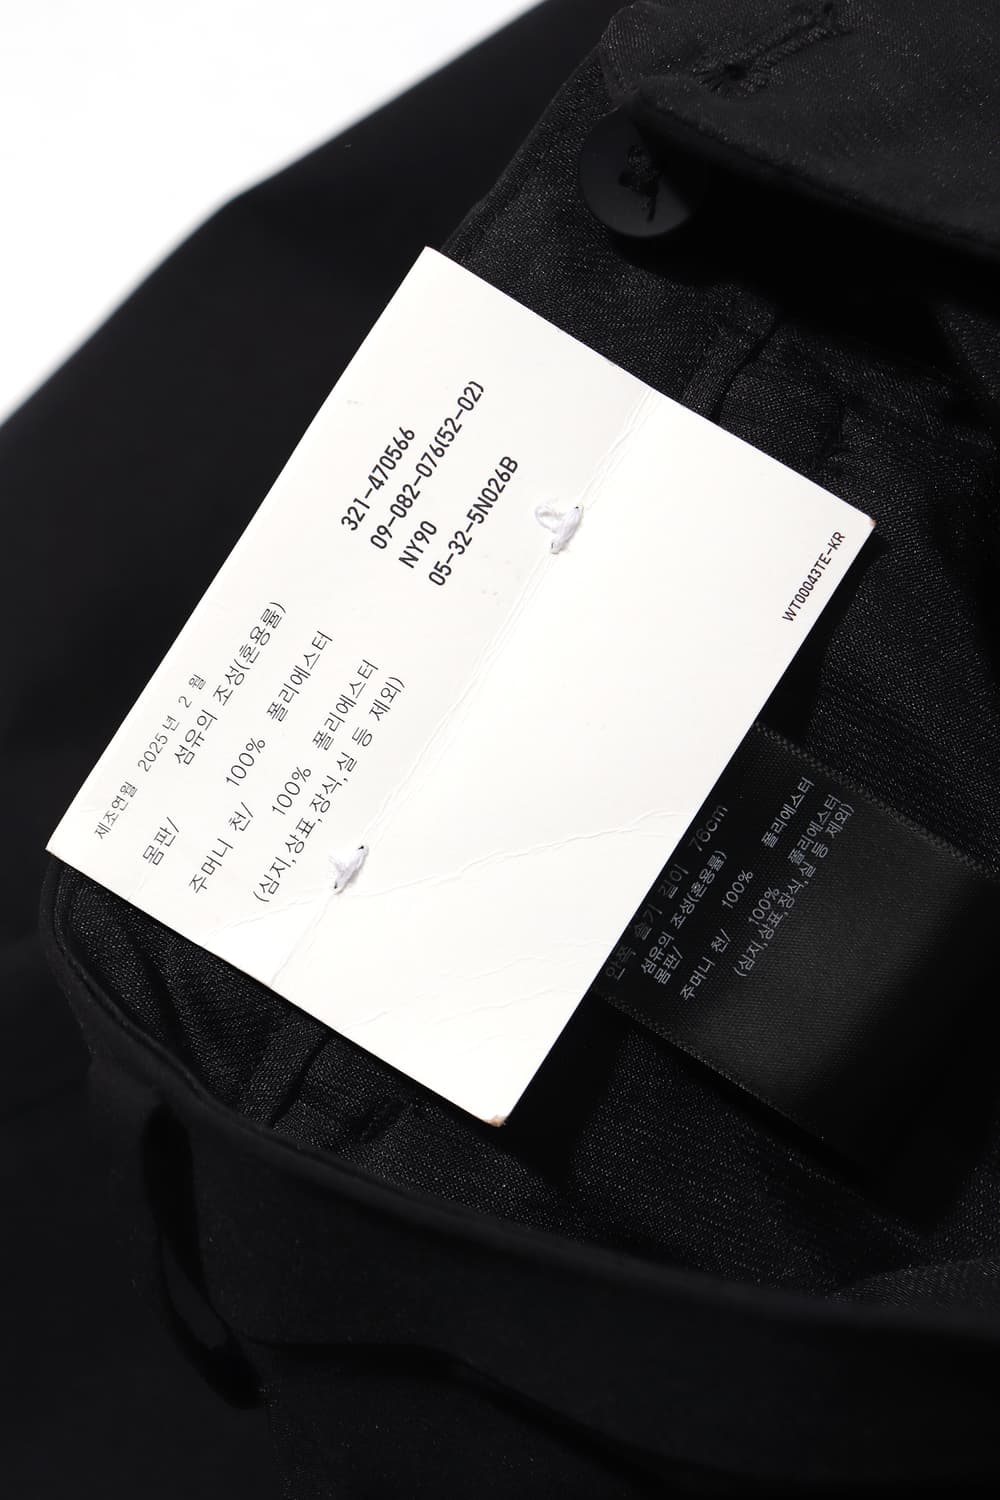 321-470566
09-082-076(52-02)
NY90
05-32-5N026B
제조연월 2025년 2 월
섬유의 조성(혼용률)
몸판/
100% 폴리에스터
주머니 천/
100% 폴리에스터
(심지,상표,장식,실 등 제외)
WT00043TE-KR
안쪽 솔기 길이 76cm
섬유의 조성(혼용률)
몸판/
100% 폴리에스터
주머니 천/
100% 폴리에스터
(심지,상표,장식,실 등 제외)